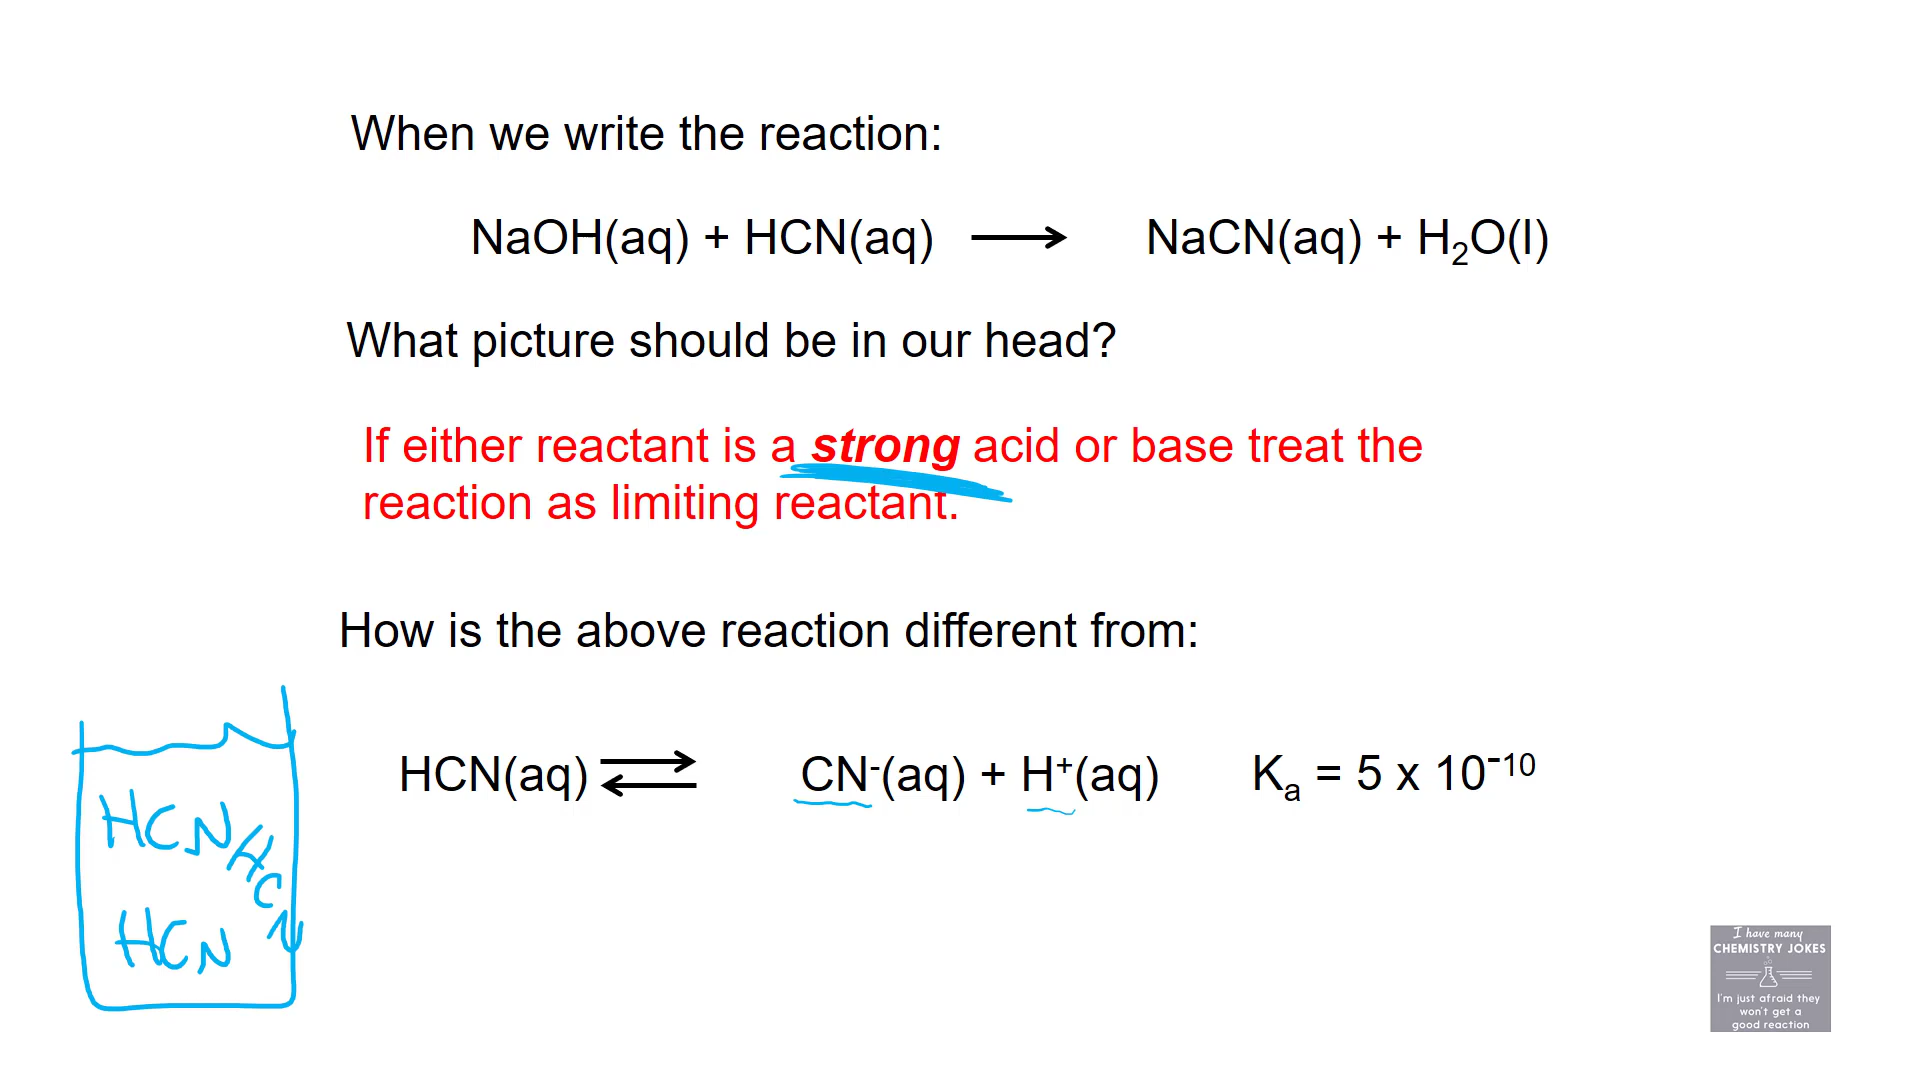 When we write the reaction:
NaOH(aq) + HCN(aq) ⟶ NaCN(aq) + H₂O(l)
What picture should be in our head?
If either reactant is a strong acid or base treat the
reaction as limiting reactant.
How is the above reaction different from:
HCN(aq) ⇌ CN⁻(aq) + H⁺(aq) Kₐ = 5 x 10⁻¹⁰
HCN HCN
HCN
I have many
CHEMISTRY JOKES
I'm just afraid they
won't get a
good reaction